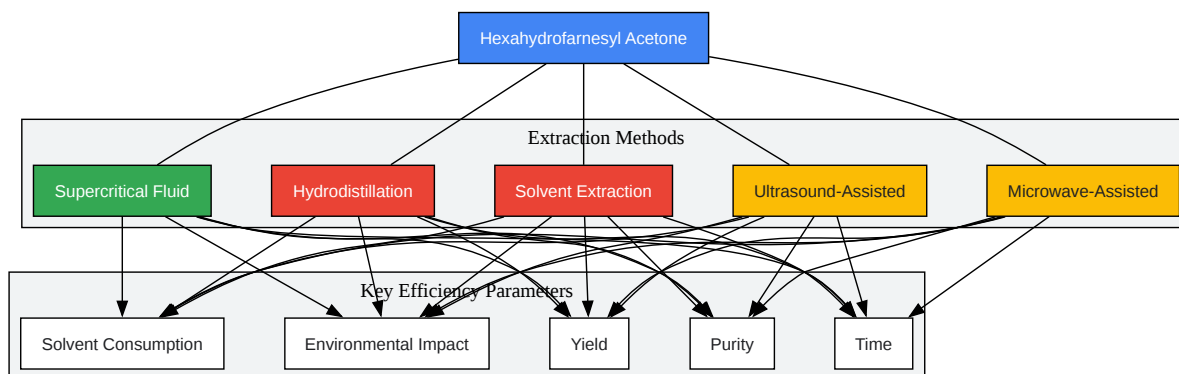 Hexahydrofarnesyl Acetone
Extraction Methods
Supercritical Fluid
Hydrodistillation
Solvent Extraction
Ultrasound-Assisted
Microwave-Assisted
Key Efficiency Parameters
Solvent Consumption
Environmental Impact
Yield
Purity
Time